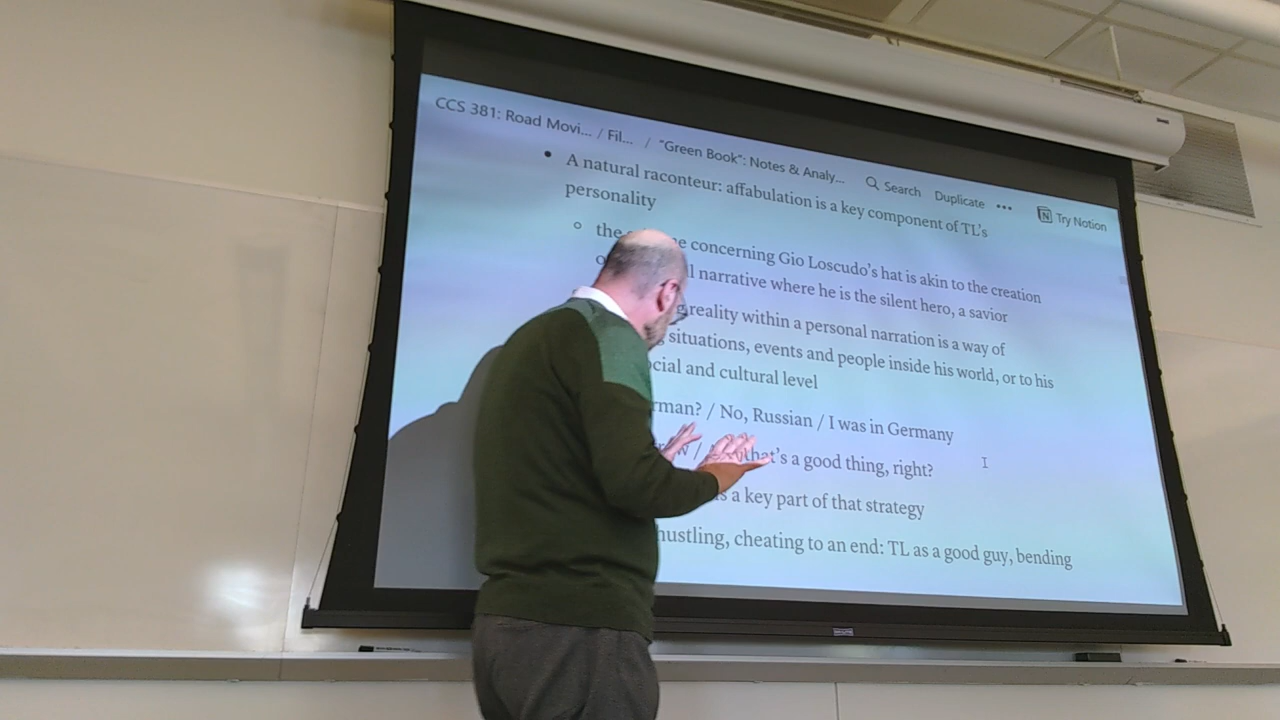 CCS 381: Road Movi... / Fil... / "Green Book": Notes & Analy... Search Duplicate ••• Try Notion
• A natural raconteur: affabulation is a key component of TL's
personality
the concerning Gio Loscudo's hat is akin to the creation
narrative where he is the silent hero, a savior
reality within a personal narration is a way of
situations, events and people inside his world, or to his
and cultural level
/ No, Russian / I was in Germany
/ that's a good thing, right?
a key part of that strategy
hustling, cheating to an end: TL as a good guy, bending